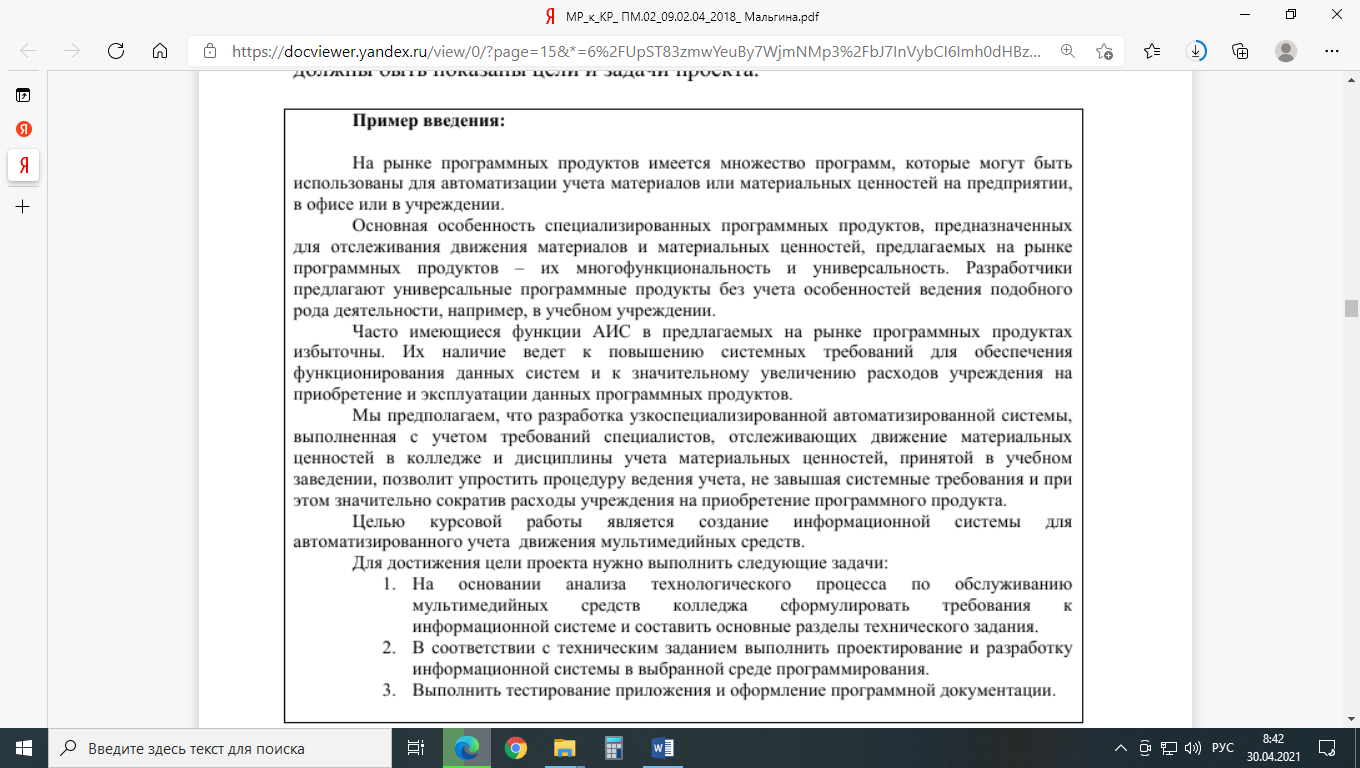 МР_к_КР_ ПМ.02_09.02.04_2018_ Мальгина.pdf
https://docviewer.yandex.ru/view/0/?page=15&*=6%2FUpST83zmwYeuBy7WjmNMp3%2FbJ7InVybCI6Imh0dHBz...
должны быть показаны цели и задачи проекта.
Пример введения:
На рынке программных продуктов имеется множество программ, которые могут быть
использованы для автоматизации учета материалов или материальных ценностей на предприятии,
в офисе или в учреждении.
Основная особенность специализированных программных продуктов, предназначенных
для отслеживания движения материалов и материальных ценностей, предлагаемых на рынке
программных продуктов – их многофункциональность и универсальность. Разработчики
предлагают универсальные программные продукты без учета особенностей ведения подобного
рода деятельности, например, в учебном учреждении.
Часто имеющиеся функции АИС в предлагаемых на рынке программных продуктах
избыточны. Их наличие ведет к повышению системных требований для обеспечения
функционирования данных систем и к значительному увеличению расходов учреждения на
приобретение и эксплуатации данных программных продуктов.
Мы предполагаем, что разработка узкоспециализированной автоматизированной системы,
выполненная с учетом требований специалистов, отслеживающих движение материальных
ценностей в колледже и дисциплины учета материальных ценностей, принятой в учебном
заведении, позволит упростить процедуру ведения учета, не завышая системные требования и при
этом значительно сократив расходы учреждения на приобретение программного продукта.
Целью курсовой работы является создание информационной системы для
автоматизированного учета движения мультимедийных средств.
Для достижения цели проекта нужно выполнить следующие задачи:
1. На основании анализа технологического процесса по обслуживанию
мультимедийных средств колледжа сформулировать требования к
информационной системе и составить основные разделы технического задания.
2. В соответствии с техническим заданием выполнить проектирование и разработку
информационной системы в выбранной среде программирования.
3. Выполнить тестирование приложения и оформление программной документации.
Введите здесь текст для поиска
РУС
8:42
30.04.2021